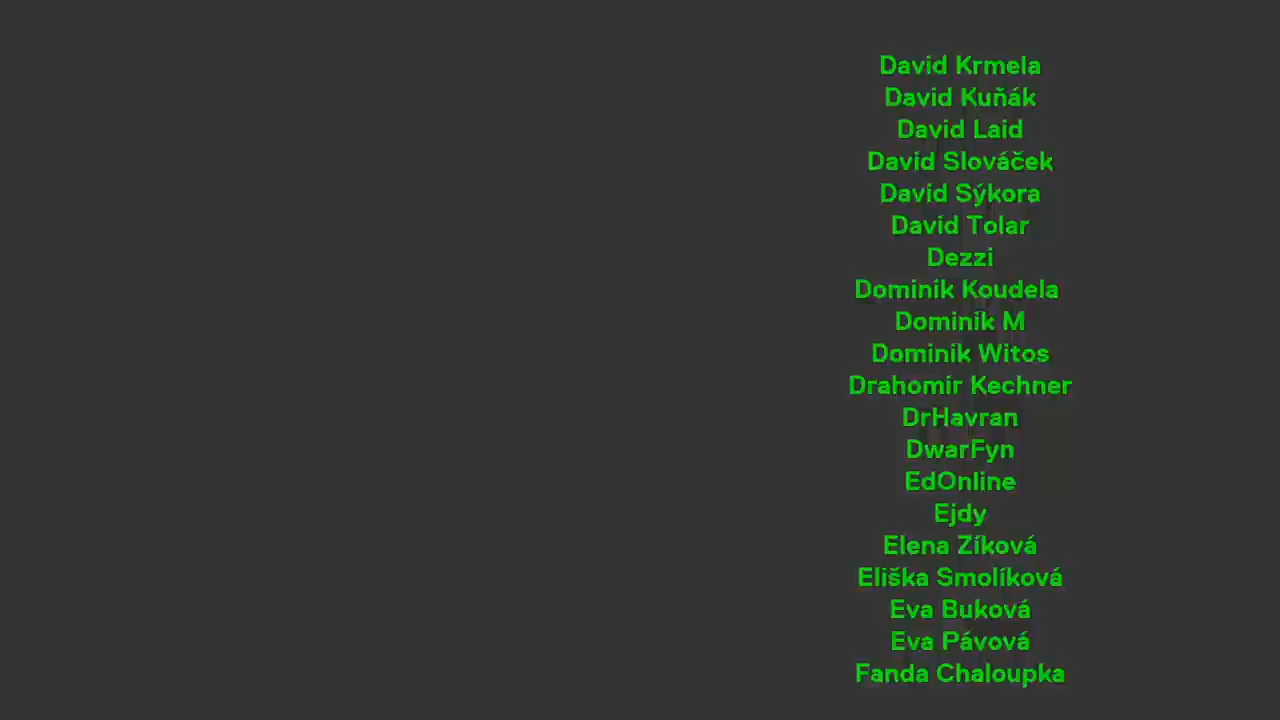 David Krmela
David Kuňák
David Laid
David Slováček
David Sýkora
David Tolar
Dezzi
Dominik Koudela
Dominik M
Dominik Witos
Drahomir Kechner
DrHavran
DwarFyn
EdOnline
Ejdy
Elena Zíková
Eliška Smolíková
Eva Buková
Eva Pávová
Fanda Chaloupka